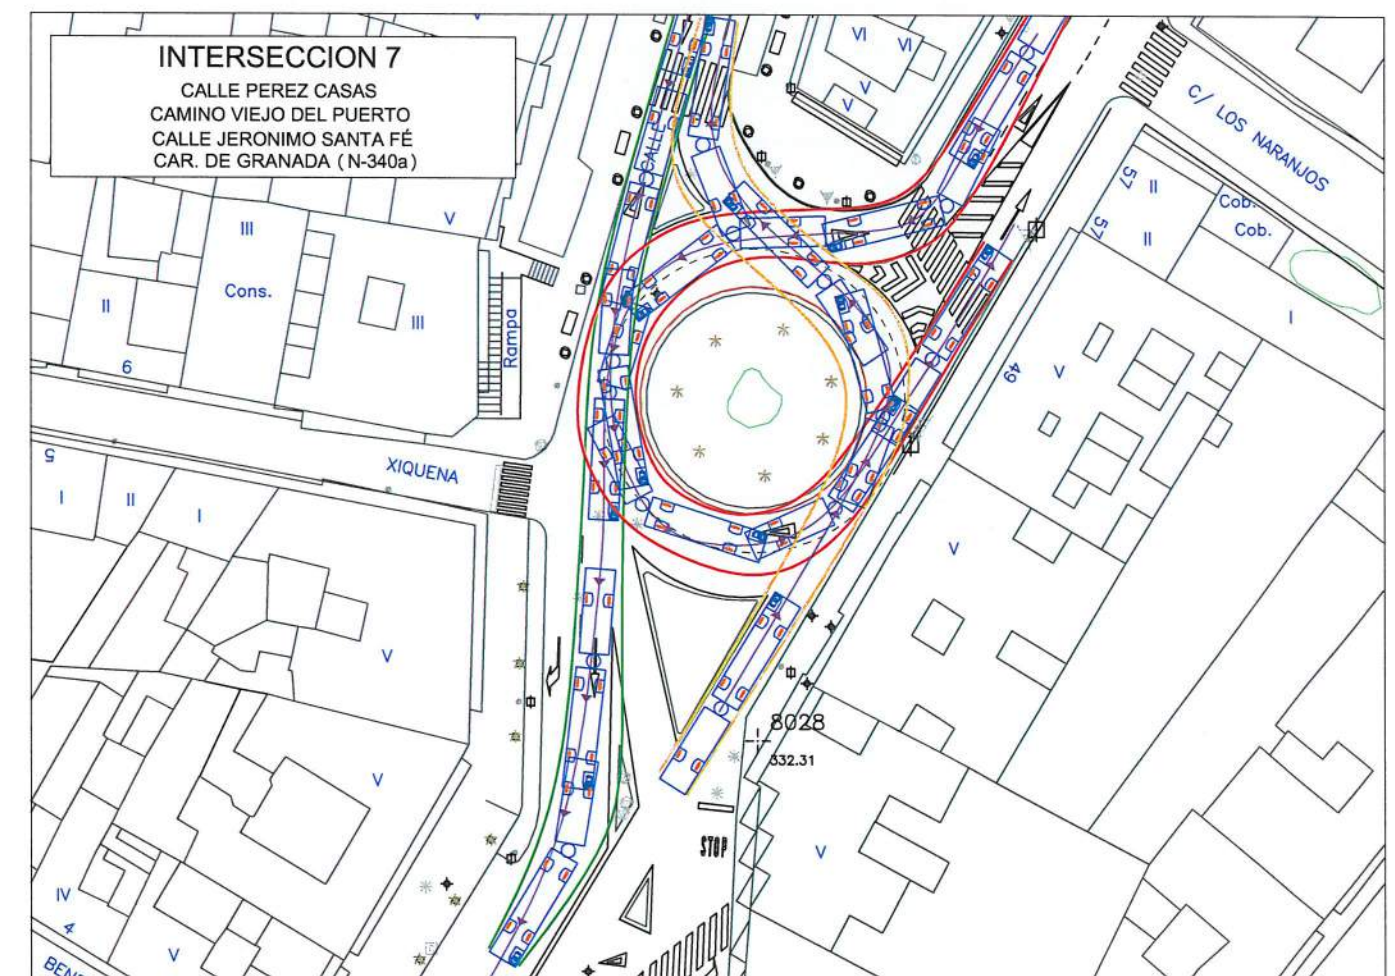 INTERSECCION 7
CALLE PEREZ CASAS
CAMINO VIEJO DEL PUERTO
CALLE JERONIMO SANTA FÉ
CAR. DE GRANADA ( N-340a )
V
VI
VI
V
V
C/ LOS NARANJOS
CALLE
57
II
57
II
Cob.
Cob.
I
III
V
Cons.
II
III
Rampa
6
49
V
XIQUENA
5
I
II
I
V
V
V
8028
332.31
STOP
V
IV
4
V